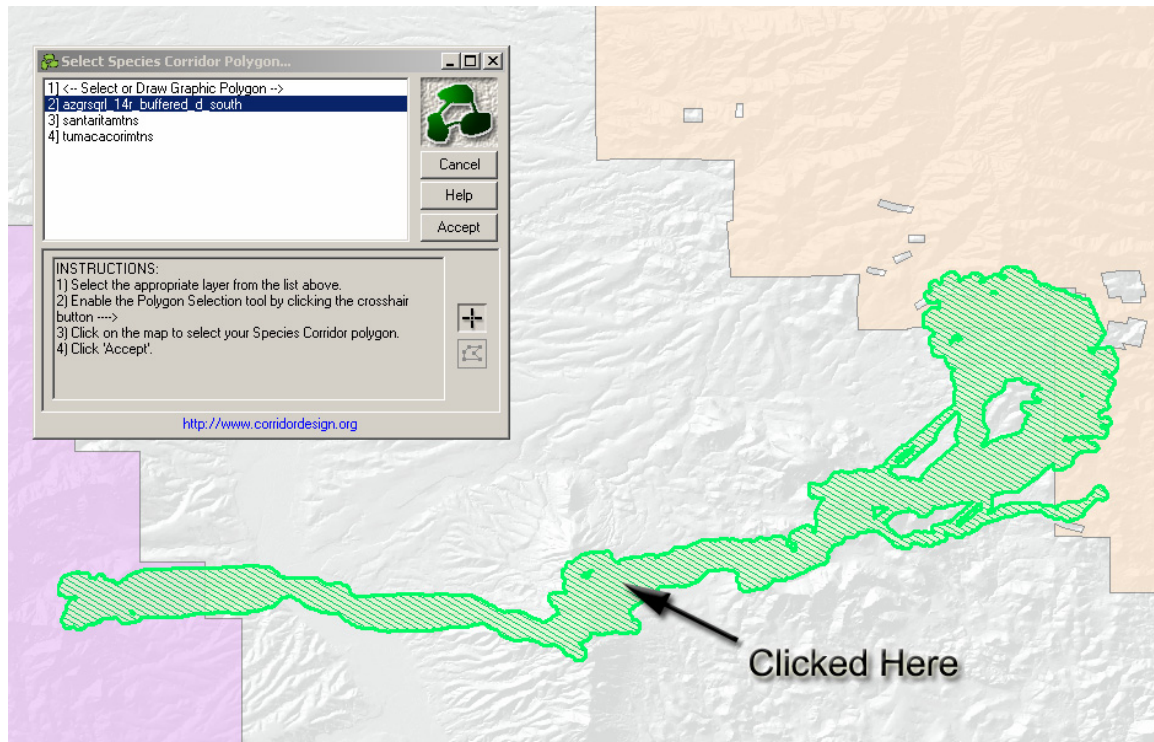 Select Species Corridor Polygon...
1] <-- Select or Draw Graphic Polygon -->
2] azgrsqrl_14r_buffered_d_south
3] santaritamtns
4] tumacacorimtns
Cancel
Help
Accept
INSTRUCTIONS:
1) Select the appropriate layer from the list above.
2) Enable the Polygon Selection tool by clicking the crosshair
button ---->
3) Click on the map to select your Species Corridor polygon.
4) Click 'Accept'.
http://www.corridordesign.org
Clicked Here